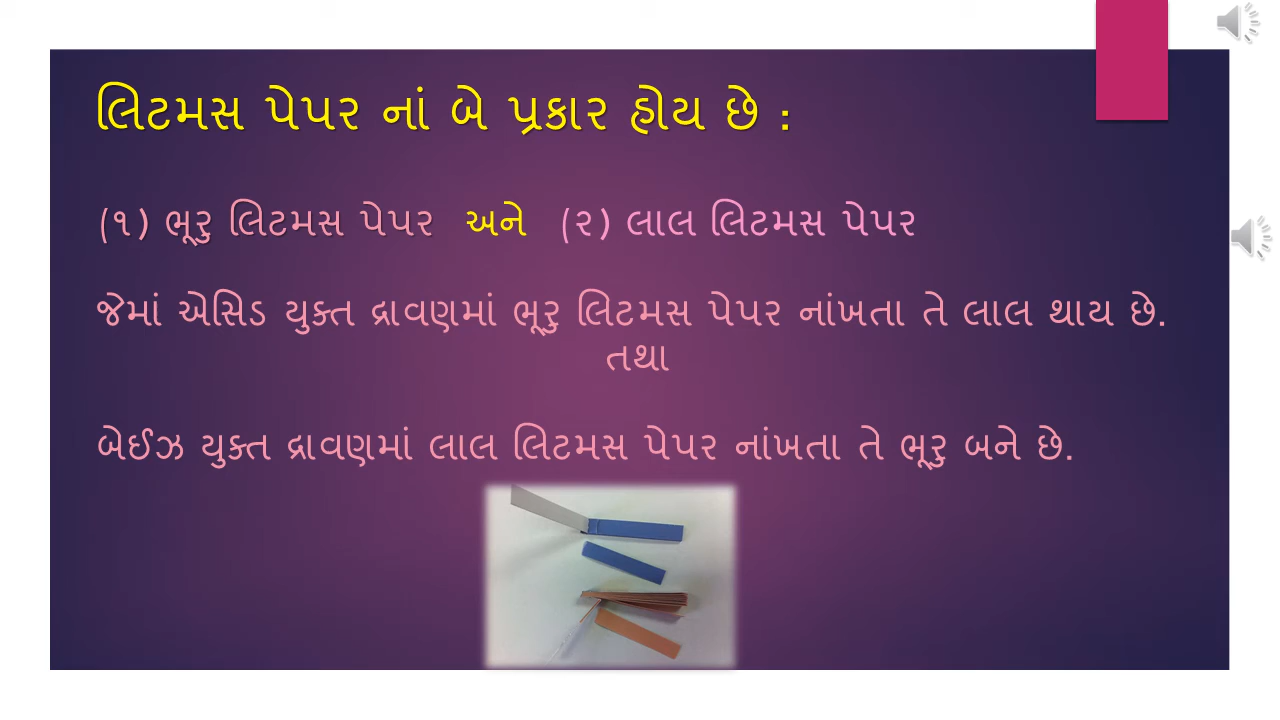 લિટમસ પેપર નાં બે પ્રકાર હોય છે :
(૧) ભૂરુ લિટમસ પેપર અને (૨) લાલ લિટમસ પેપર
જેમાં એસિડ યુક્ત દ્રાવણમાં ભૂરુ લિટમસ પેપર નાંખતા તે લાલ થાય છે.
તથા
બેઈઝ યુક્ત દ્રાવણમાં લાલ લિટમસ પેપર નાંખતા તે ભૂરુ બને છે.